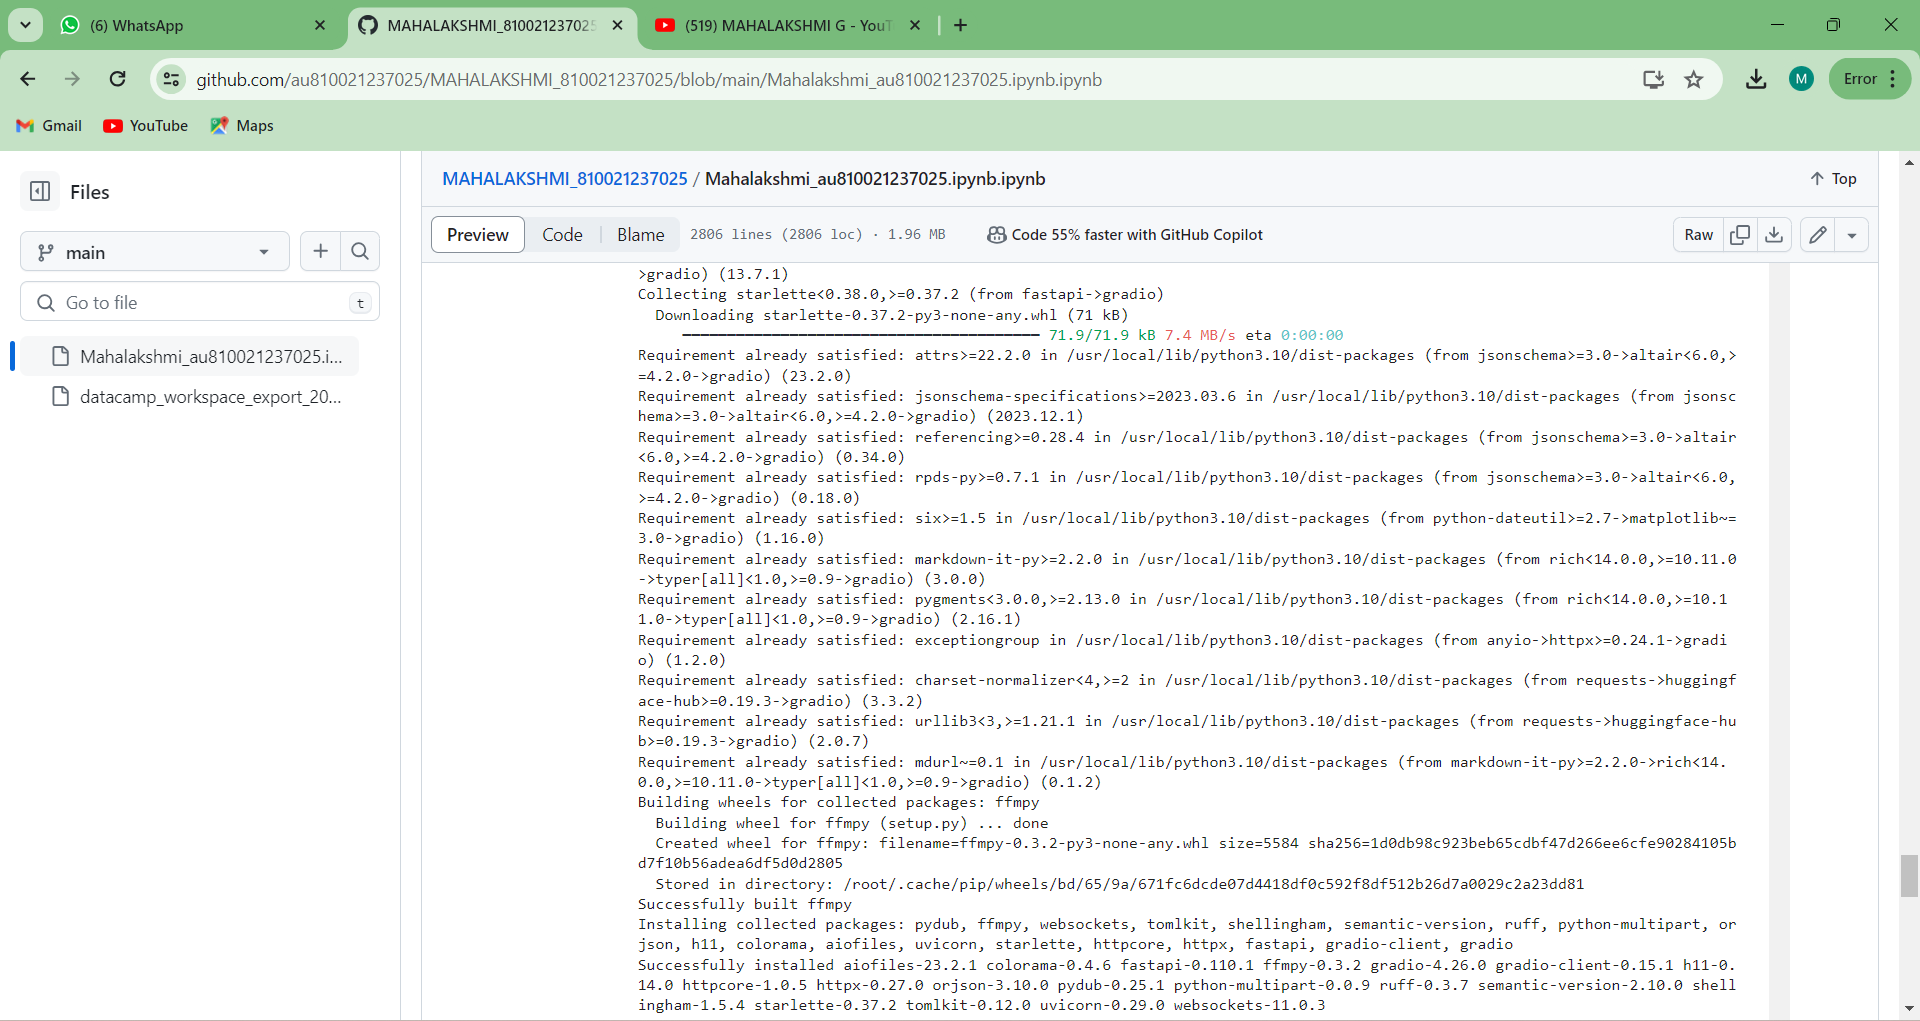 (6) WhatsApp
MAHALAKSHMI_810021237025
(519) MAHALAKSHMI G - YouT
github.com/au810021237025/MAHALAKSHMI_810021237025/blob/main/Mahalakshmi_au810021237025.ipynb.ipynb
M
Error
Gmail
YouTube
Maps
Files
MAHALAKSHMI_810021237025 / Mahalakshmi_au810021237025.ipynb.ipynb
Top
main
Preview
Code
Blame
2806 lines (2806 loc) · 1.96 MB
Code 55% faster with GitHub Copilot
Raw
Go to file
t
Mahalakshmi_au810021237025.i...
datacamp_workspace_export_20...
>gradio) (13.7.1)
Collecting starlette<0.38.0,>=0.37.2 (from fastapi->gradio)
Downloading starlette-0.37.2-py3-none-any.whl (71 kB)
71.9/71.9 kB 7.4 MB/s eta 0:00:00
Requirement already satisfied: attrs>=22.2.0 in /usr/local/lib/python3.10/dist-packages (from jsonschema>=3.0->altair<6.0,>
=4.2.0->gradio) (23.2.0)
Requirement already satisfied: jsonschema-specifications>=2023.03.6 in /usr/local/lib/python3.10/dist-packages (from jsonsc
hema>=3.0->altair<6.0,>=4.2.0->gradio) (2023.12.1)
Requirement already satisfied: referencing>=0.28.4 in /usr/local/lib/python3.10/dist-packages (from jsonschema>=3.0->altair
<6.0,>=4.2.0->gradio) (0.34.0)
Requirement already satisfied: rpds-py>=0.7.1 in /usr/local/lib/python3.10/dist-packages (from jsonschema>=3.0->altair<6.0,
>=4.2.0->gradio) (0.18.0)
Requirement already satisfied: six>=1.5 in /usr/local/lib/python3.10/dist-packages (from python-dateutil>=2.7->matplotlib~=
3.0->gradio) (1.16.0)
Requirement already satisfied: markdown-it-py>=2.2.0 in /usr/local/lib/python3.10/dist-packages (from rich<14.0.0,>=10.11.0
->typer[all]<1.0,>=0.9->gradio) (3.0.0)
Requirement already satisfied: pygments<3.0.0,>=2.13.0 in /usr/local/lib/python3.10/dist-packages (from rich<14.0.0,>=10.1
1.0->typer[all]<1.0,>=0.9->gradio) (2.16.1)
Requirement already satisfied: exceptiongroup in /usr/local/lib/python3.10/dist-packages (from anyio->httpx>=0.24.1->gradi
o) (1.2.0)
Requirement already satisfied: charset-normalizer<4,>=2 in /usr/local/lib/python3.10/dist-packages (from requests->huggingf
ace-hub>=0.19.3->gradio) (3.3.2)
Requirement already satisfied: urllib3<3,>=1.21.1 in /usr/local/lib/python3.10/dist-packages (from requests->huggingface-hu
b>=0.19.3->gradio) (2.0.7)
Requirement already satisfied: mdurl~=0.1 in /usr/local/lib/python3.10/dist-packages (from markdown-it-py>=2.2.0->rich<14.
0.0,>=10.11.0->typer[all]<1.0,>=0.9->gradio) (0.1.2)
Building wheels for collected packages: ffmpy
Building wheel for ffmpy (setup.py) ... done
Created wheel for ffmpy: filename=ffmpy-0.3.2-py3-none-any.whl size=5584 sha256=1d0db98c923beb65cdbf47d266ee6cfe90284105b
d7f10b56adea6df5d0d2805
Stored in directory: /root/.cache/pip/wheels/bd/65/9a/671fc6dcde07d4418df0c592f8df512b26d7a0029c2a23dd81
Successfully built ffmpy
Installing collected packages: pydub, ffmpy, websockets, tomlkit, shellingham, semantic-version, ruff, python-multipart, or
json, h11, colorama, aiofiles, uvicorn, starlette, httpcore, httpx, fastapi, gradio-client, gradio
Successfully installed aiofiles-23.2.1 colorama-0.4.6 fastapi-0.110.1 ffmpy-0.3.2 gradio-4.26.0 gradio-client-0.15.1 h11-0.
14.0 httpcore-1.0.5 httpx-0.27.0 orjson-3.10.0 pydub-0.25.1 python-multipart-0.0.9 ruff-0.3.7 semantic-version-2.10.0 shell
ingham-1.5.4 starlette-0.37.2 tomlkit-0.12.0 uvicorn-0.29.0 websockets-11.0.3